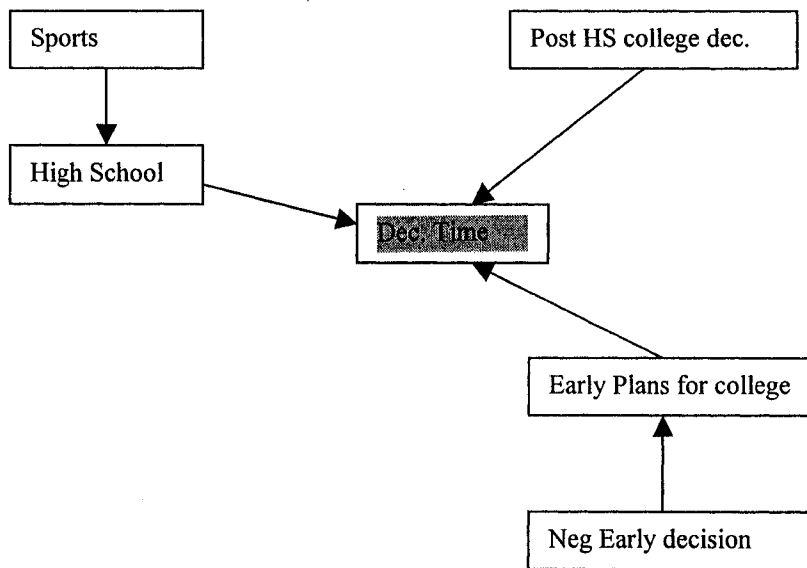 Sports
Post HS college dec.
High School
Dec. Time
Early Plans for college
Neg Early decision